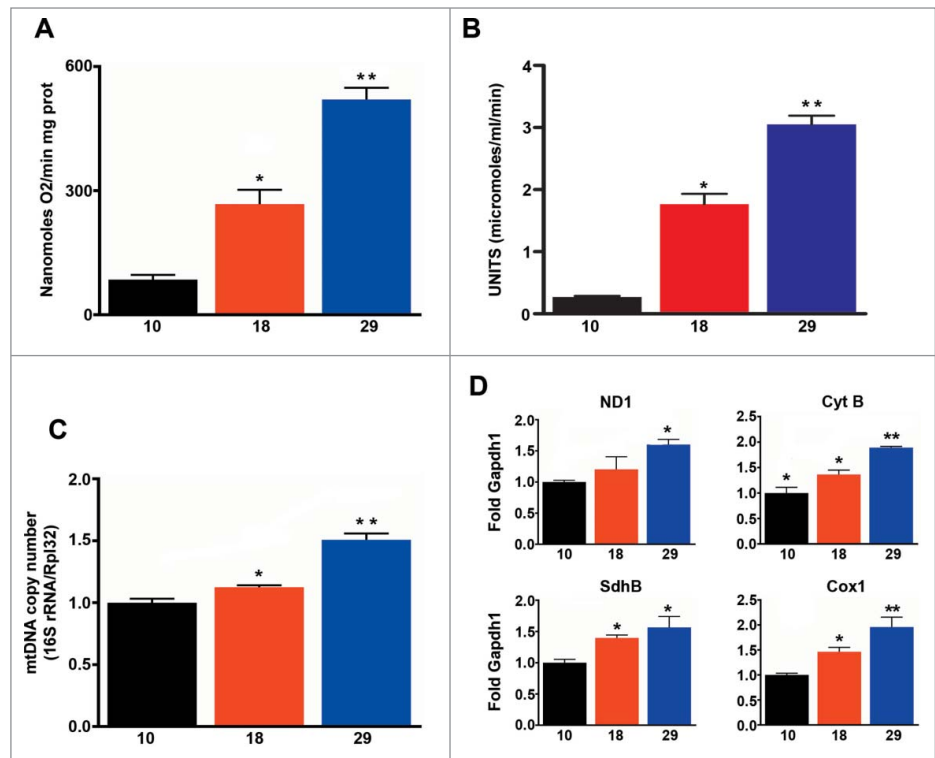 A
Nanomoles O2/min mg prot
600
300
0
*
**
10 18 29
B
UNITS (micromoles/ml/min)
4
3
2
1
0
*
**
10 18 29
C
mtDNA copy number
(16S rRNA/Rpl32)
2.0
1.5
1.0
0.5
0.0
*
**
10 18 29
D
ND1
Fold Gapdh1
2.0
1.5
1.0
0.5
0.0
*
10 18 29
Cyt B
2.5
2.0
1.5
1.0
0.5
0.0
*
*
**
10 18 29
SdhB
Fold Gapdh1
2.0
1.5
1.0
0.5
0.0
*
*
10 18 29
Cox1
2.5
2.0
1.5
1.0
0.5
0.0
*
**
10 18 29